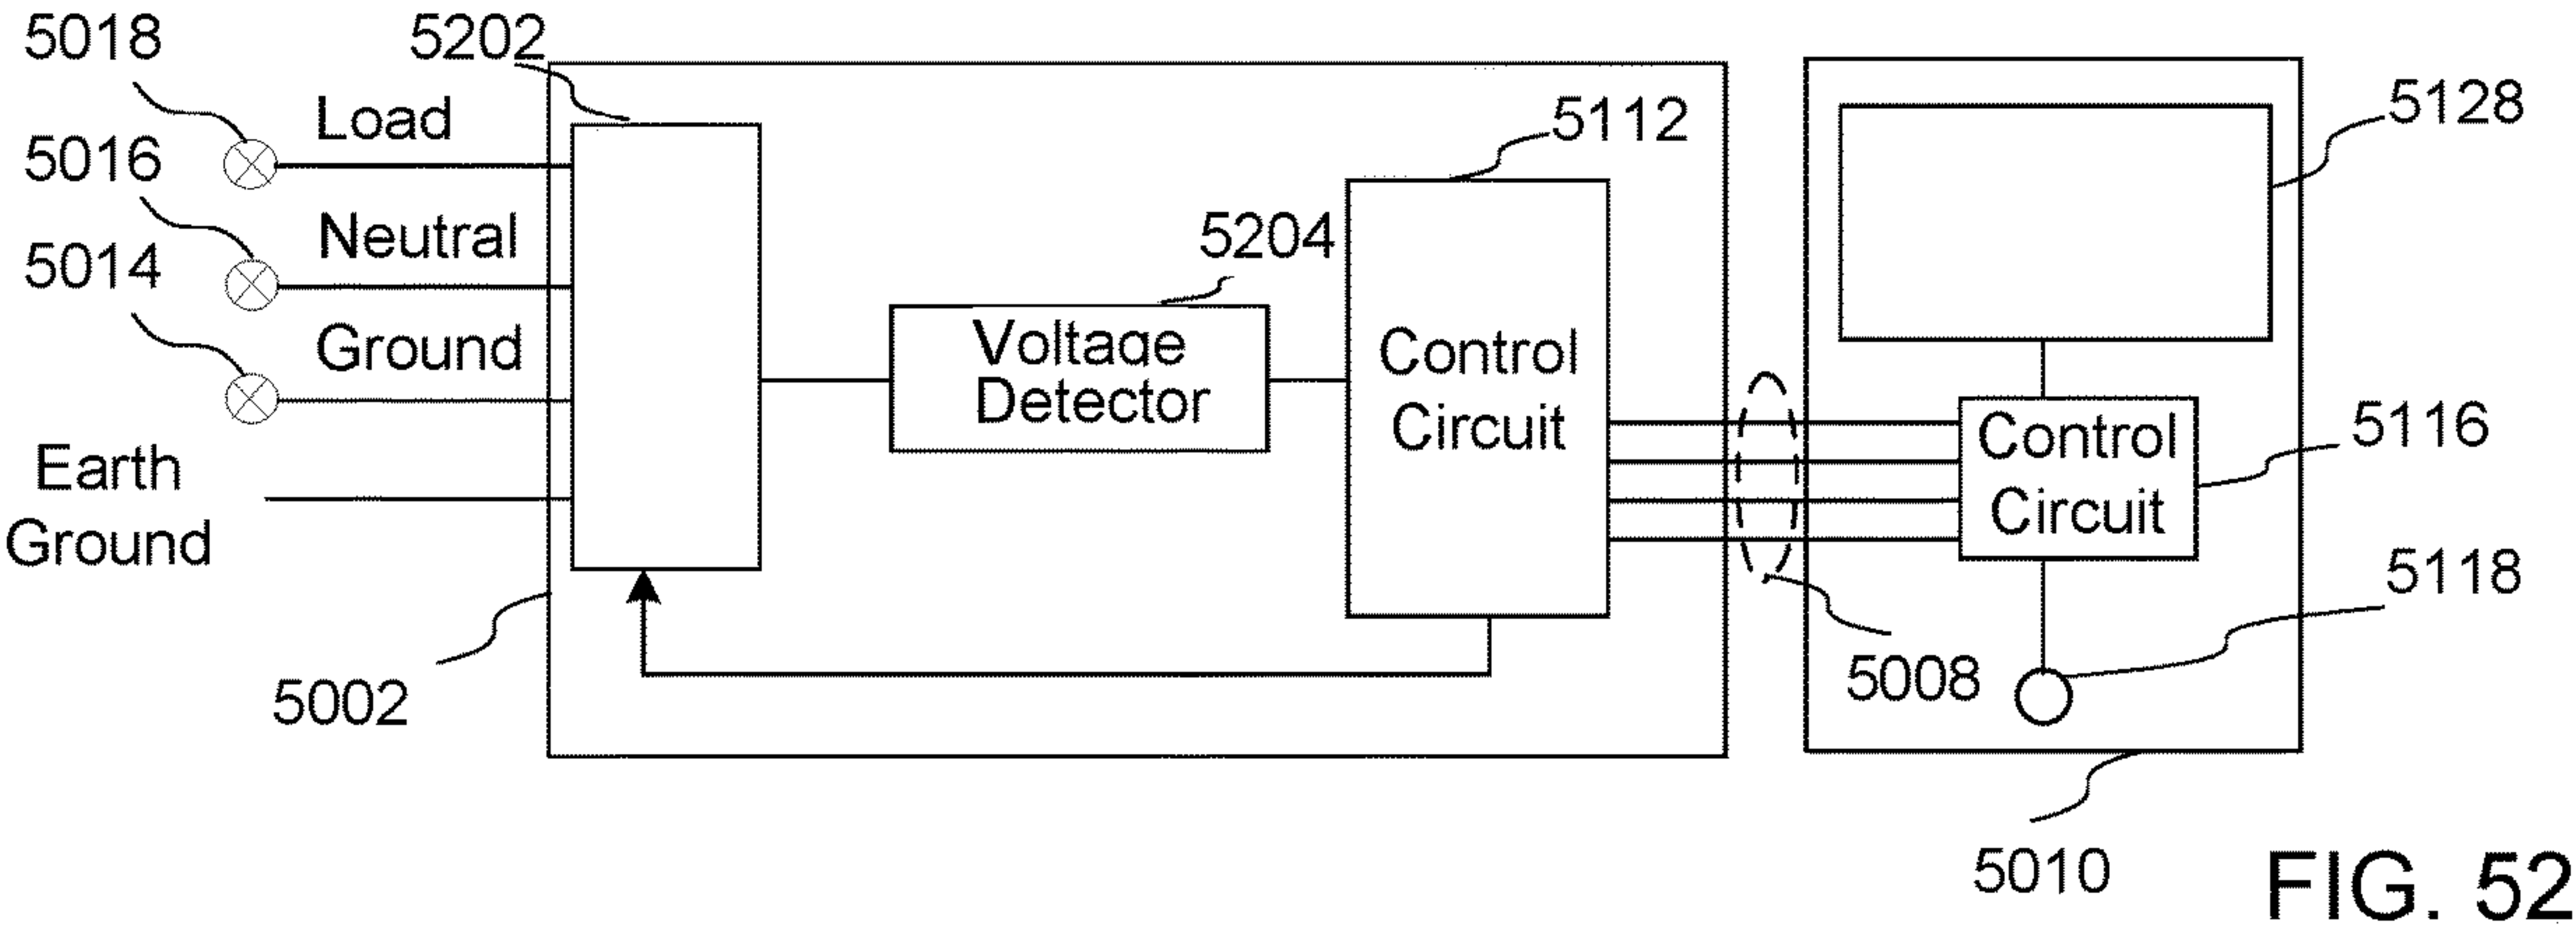 5018
5202
Load
5112
5128
5016
Neutral
5204
5014
Ground
Voltage
Detector
Control
Circuit
Control
Circuit
5116
Earth
Ground
5118
5002
5008
5010
FIG. 52